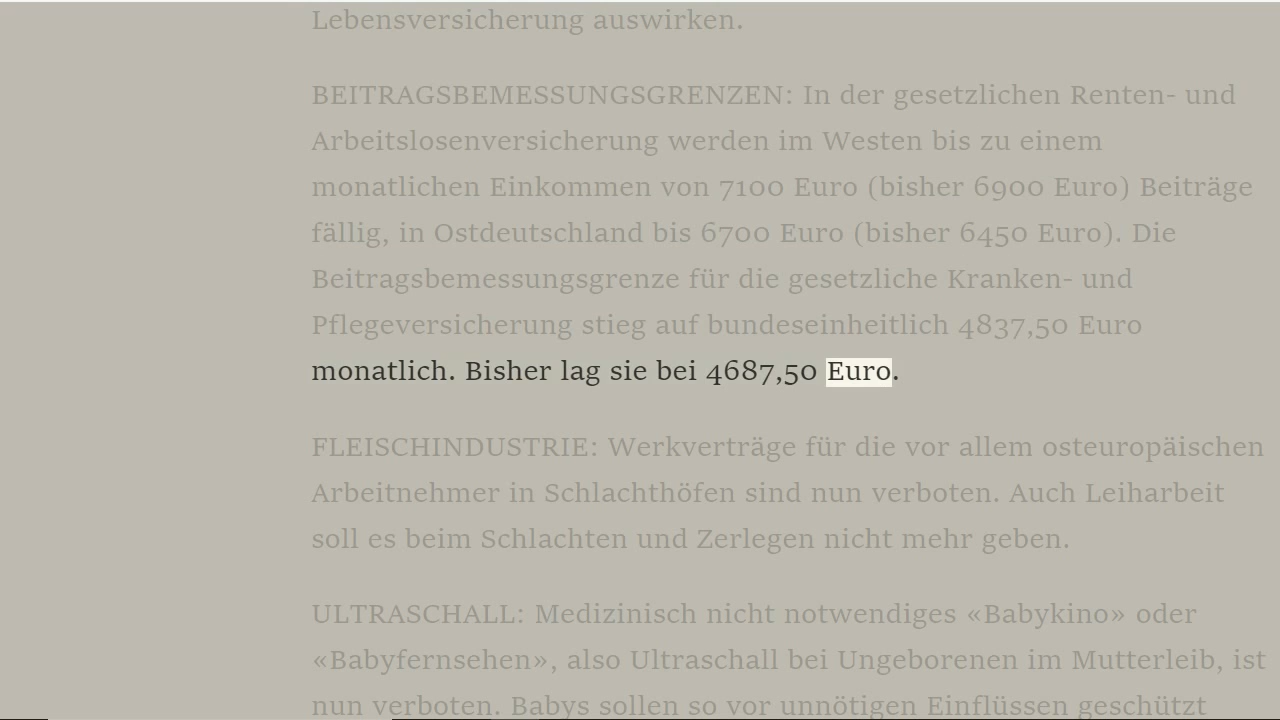 Lebensversicherung auswirken.
BEITRAGSBEMESSUNGSGRENZEN: In der gesetzlichen Renten- und
Arbeitslosenversicherung werden im Westen bis zu einem
monatlichen Einkommen von 7100 Euro (bisher 6900 Euro) Beiträge
fällig, in Ostdeutschland bis 6700 Euro (bisher 6450 Euro). Die
Beitragsbemessungsgrenze für die gesetzliche Kranken- und
Pflegeversicherung stieg auf bundeseinheitlich 4837,50 Euro
monatlich. Bisher lag sie bei 4687,50 Euro.
FLEISCHINDUSTRIE: Werkverträge für die vor allem osteuropäischen
Arbeitnehmer in Schlachthöfen sind nun verboten. Auch Leiharbeit
soll es beim Schlachten und Zerlegen nicht mehr geben.
ULTRASCHALL: Medizinisch nicht notwendiges «Babykino» oder
«Babyfernsehen», also Ultraschall bei Ungeborenen im Mutterleib, ist
nun verboten. Babys sollen so vor unnötigen Einflüssen geschützt